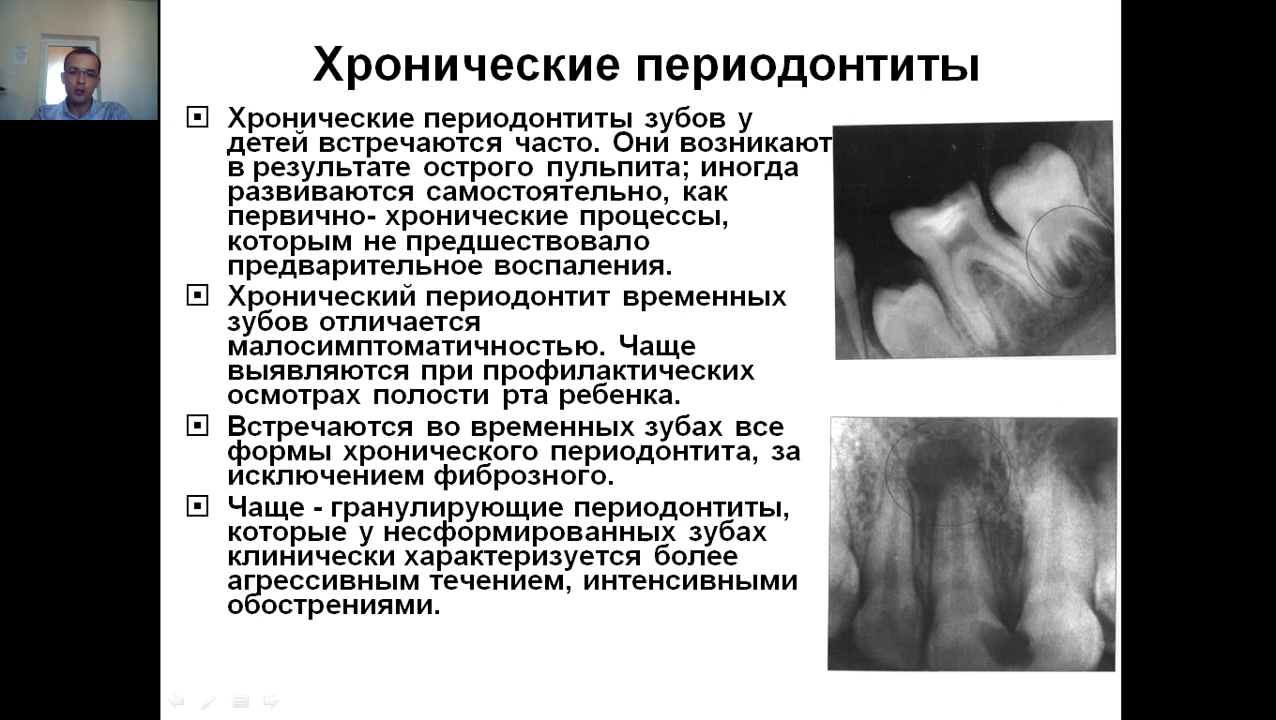 Хронические периодонтиты
Хронические периодонтиты зубов у
детей встречаются часто. Они возникают
в результате острого пульпита; иногда
развиваются самостоятельно, как
первично- хронические процессы,
которым не предшествовало
предварительное воспаления.
Хронический периодонтит временных
зубов отличается
малосимптоматичностью. Чаще
выявляются при профилактических
осмотрах полости рта ребенка.
Встречаются во временных зубах все
формы хронического периодонтита, за
исключением фиброзного.
Чаще - гранулирующие периодонтиты,
которые у несформированных зубах
клинически характеризуется более
агрессивным течением, интенсивными
обострениями.